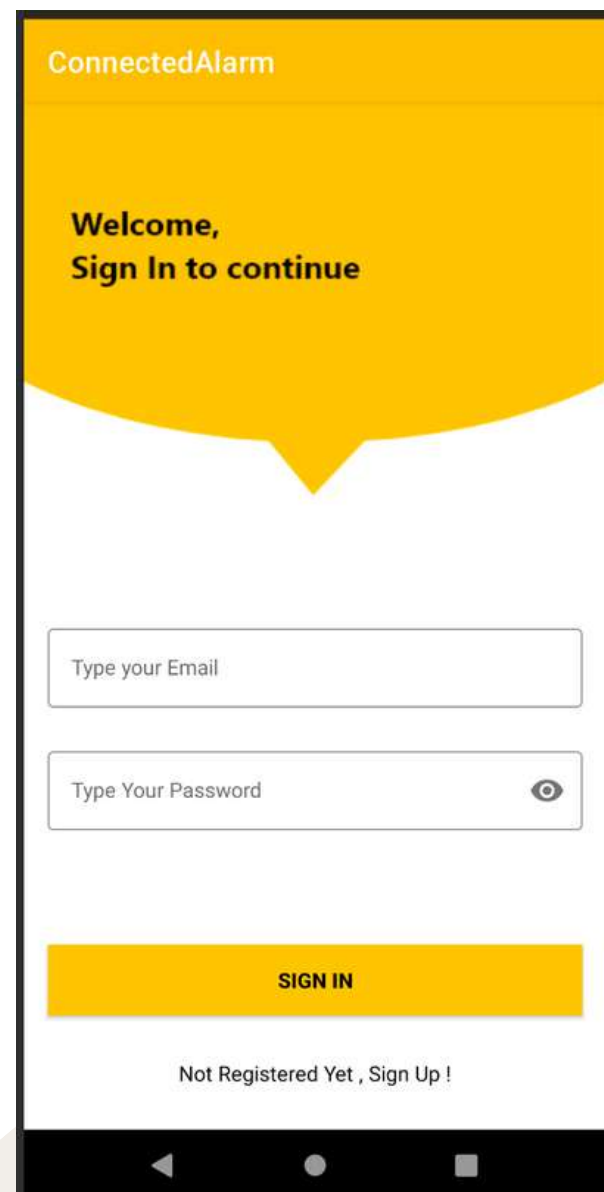 ConnectedAlarm
Welcome,
Sign In to continue
Type your Email
Type Your Password
SIGN IN
Not Registered Yet , Sign Up !